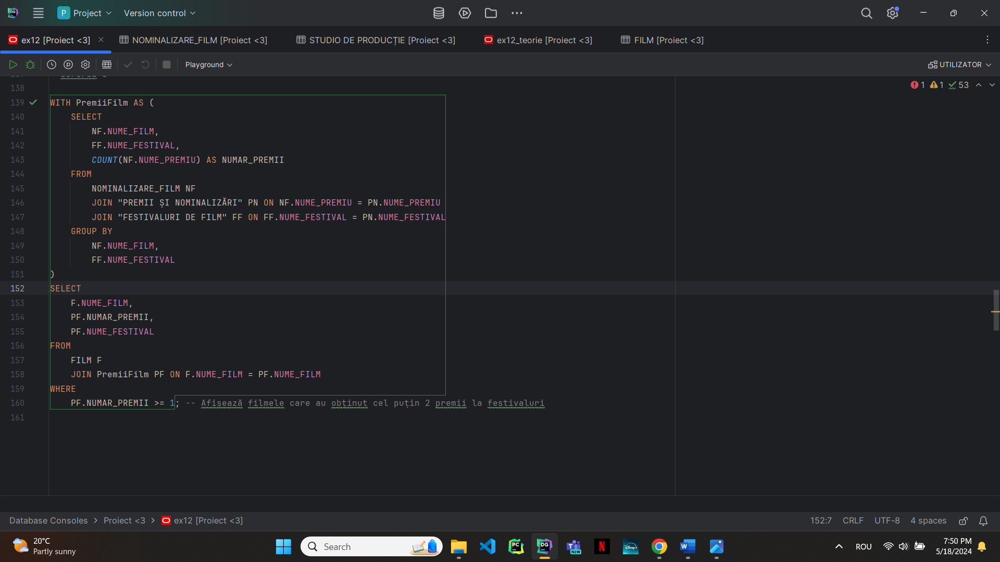 DG
P Project
Version control
ex12 [Proiect <3]
NOMINALIZARE_FILM [Proiect <3]
STUDIO DE PRODUCȚIE [Proiect <3]
ex12_teorie [Proiect <3]
FILM [Proiect <3]
Playground
UTILIZATOR
1 1 53
138
139 WITH PremiiFilm AS (
140 SELECT
141 NF.NUME_FILM,
142 FF.NUME_FESTIVAL,
143 COUNT(NF.NUME_PREMIU) AS NUMAR_PREMII
144 FROM
145 NOMINALIZARE_FILM NF
146 JOIN "PREMII ȘI NOMINALIZĂRI" PN ON NF.NUME_PREMIU = PN.NUME_PREMIU
147 JOIN "FESTIVALURI DE FILM" FF ON FF.NUME_FESTIVAL = PN.NUME_FESTIVAL
148 GROUP BY
149 NF.NUME_FILM,
150 FF.NUME_FESTIVAL
151 )
152 SELECT
153 F.NUME_FILM,
154 PF.NUMAR_PREMII,
155 PF.NUME_FESTIVAL
156 FROM
157 FILM F
158 JOIN PremiiFilm PF ON F.NUME_FILM = PF.NUME_FILM
159 WHERE
160 PF.NUMAR_PREMII >= 1; -- Afisează filmele care au obținut cel puțin 2 premii la festivaluri
161
Database Consoles > Proiect <3 > ex12 [Proiect <3]
152:7 CRLF UTF-8 4 spaces
20°C
Partly sunny
Search
PC
DG
NEW
N
Disney+
W
ROU
7:50 PM
5/18/2024